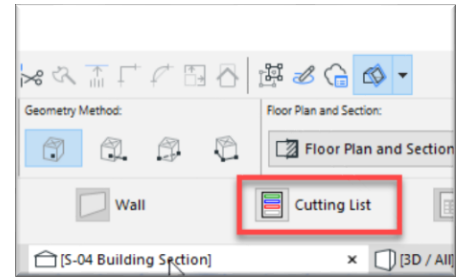 Geometry Method: Floor Plan and Section:
Floor Plan and Section
Wall Cutting List
[S-04 Building Section] × [3D / All]